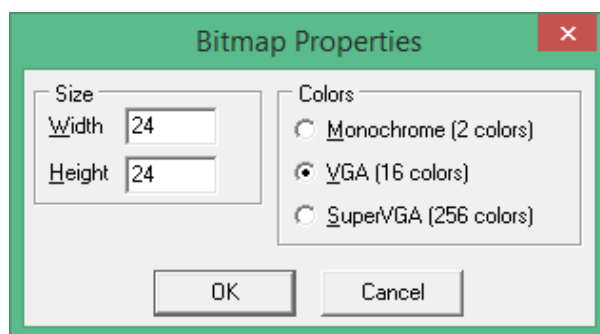 Bitmap Properties
Size
Width 24
Height 24
Colors
Monochrome (2 colors)
VGA (16 colors)
SuperVGA (256 colors)
OK Cancel